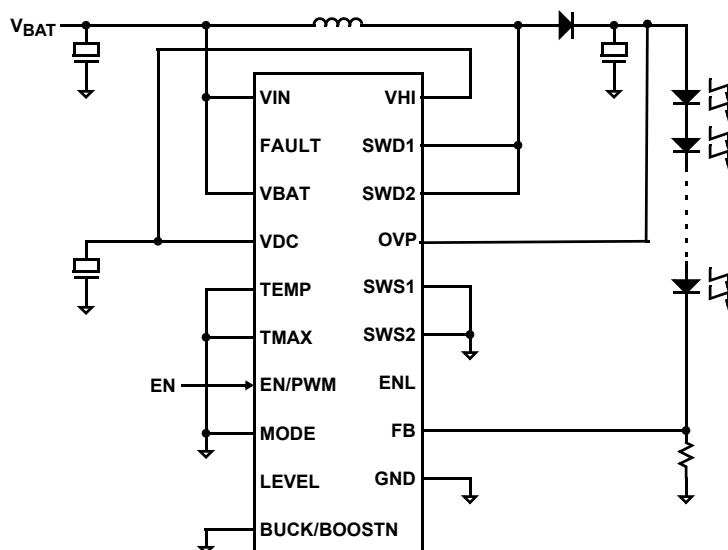 VBAT
VIN
FAULT
VBAT
VDC
TEMP
TMAX
EN
EN/PWM
MODE
LEVEL
BUCK/BOOSTN
VHI
SWD1
SWD2
OVP
SWS1
SWS2
ENL
FB
GND